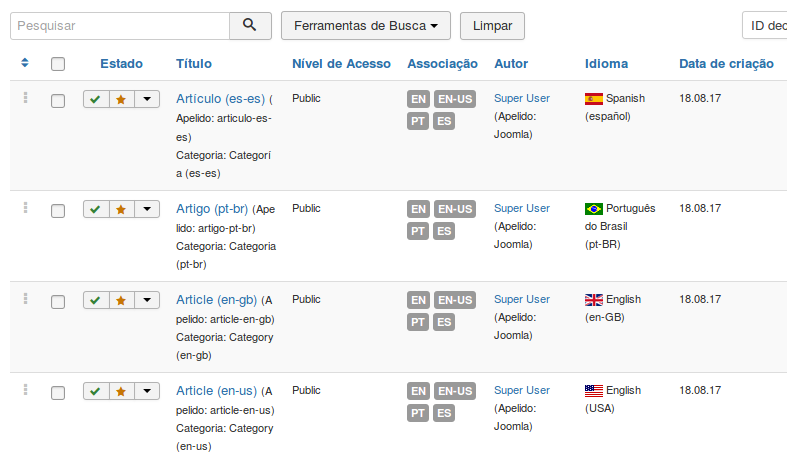 Pesquisar Ferramentas de Busca Limpar ID dec
Estado Título Nível de Acesso Associação Autor Idioma Data de criação
Artículo (es-es) ( Public EN EN-US Super User Spanish 18.08.17
Apelido: articulo-es- PT ES (Apelido: (español)
es) Joomla)
Categoria: Categorí
a (es-es)
Artigo (pt-br) (Ape Public EN EN-US Super User Português 18.08.17
lido: artigo-pt-br) PT ES (Apelido: do Brasil
Categoria: Categoria Joomla) (pt-BR)
(pt-br)
Article (en-gb) (A Public EN EN-US Super User English 18.08.17
pelido: article-en-gb) PT ES (Apelido: (en-GB)
Categoria: Category Joomla)
(en-gb)
Article (en-us) (A Public EN EN-US Super User English 18.08.17
pelido: article-en-us) PT ES (Apelido: (USA)
Categoria: Category Joomla)
(en-us)